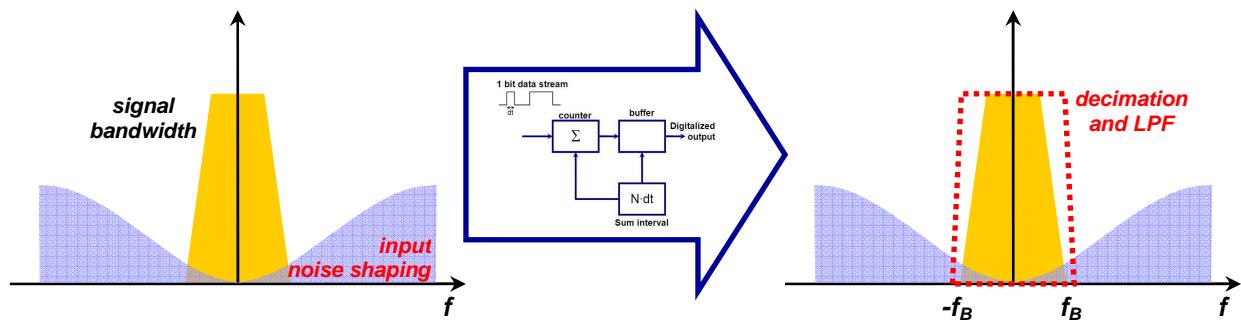 signal
bandwidth
input
noise shaping
f
1 bit data stream
dt
counter
Σ
buffer
Digitalized
output
N·dt
Sum interval
decimation
and LPF
-fB
fB
f